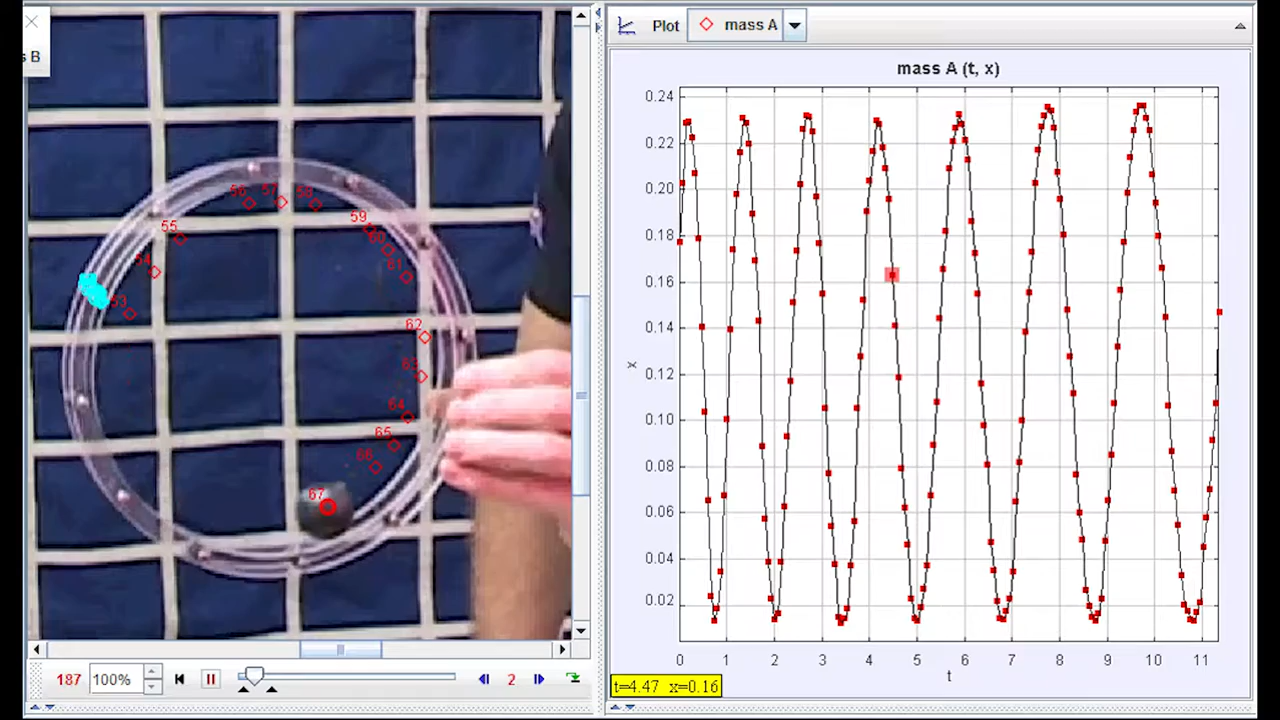 s B
Plot mass A
mass A (t, x)
0.24
0.22
0.20
0.18
0.16
0.14
0.12
0.10
0.08
0.06
0.04
0.02
x
0 1 2 3 4 5 6 7 8 9 10 11
t
56 57 58
55 59
60
54 61
53
62
63
64
65
66
67
187 100% 2
t=4.47 x=0.16